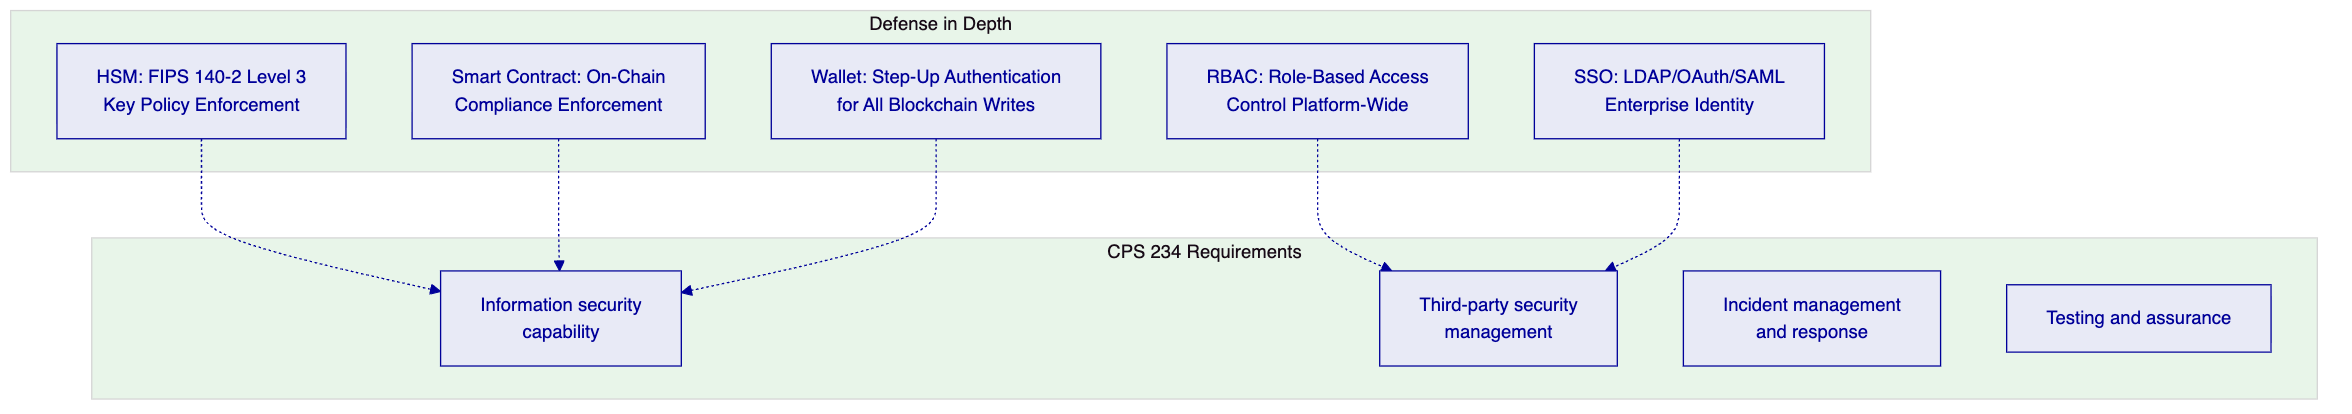 Defense in Depth
HSM: FIPS 140-2 Level 3
Key Policy Enforcement
Smart Contract: On-Chain
Compliance Enforcement
Wallet: Step-Up Authentication
for All Blockchain Writes
RBAC: Role-Based Access
Control Platform-Wide
SSO: LDAP/OAuth/SAML
Enterprise Identity
CPS 234 Requirements
Information security
capability
Third-party security
management
Incident management
and response
Testing and assurance